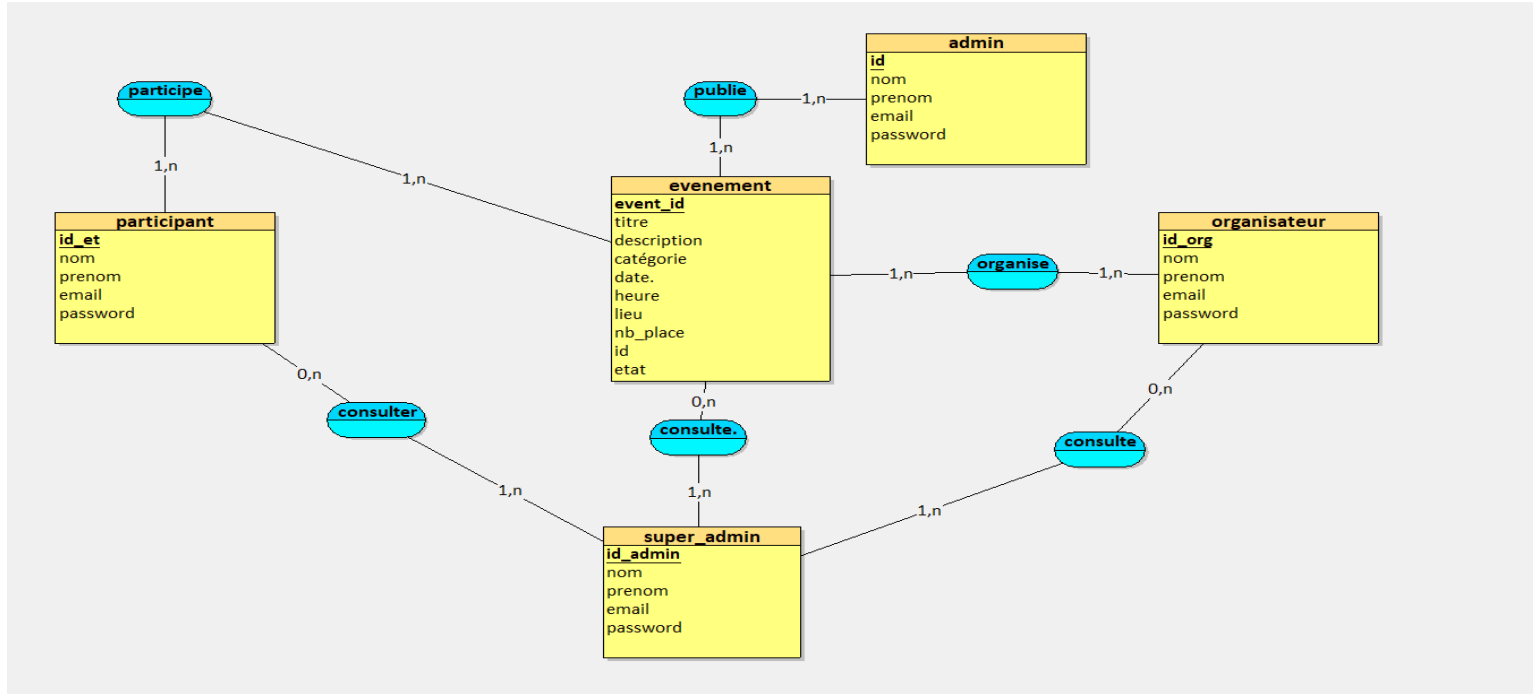 admin
id
nom
prenom
email
password
participe
publie
1,n
1,n
1,n
1,n
evenement
event_id
titre
description
catégorie
date.
heure
lieu
nb_place
id
etat
participant
id_et
nom
prenom
email
password
organisateur
id_org
nom
prenom
email
password
organise
1,n
1,n
0,n
0,n
0,n
consulter
consulte.
consulte
1,n
1,n
1,n
super_admin
id_admin
nom
prenom
email
password